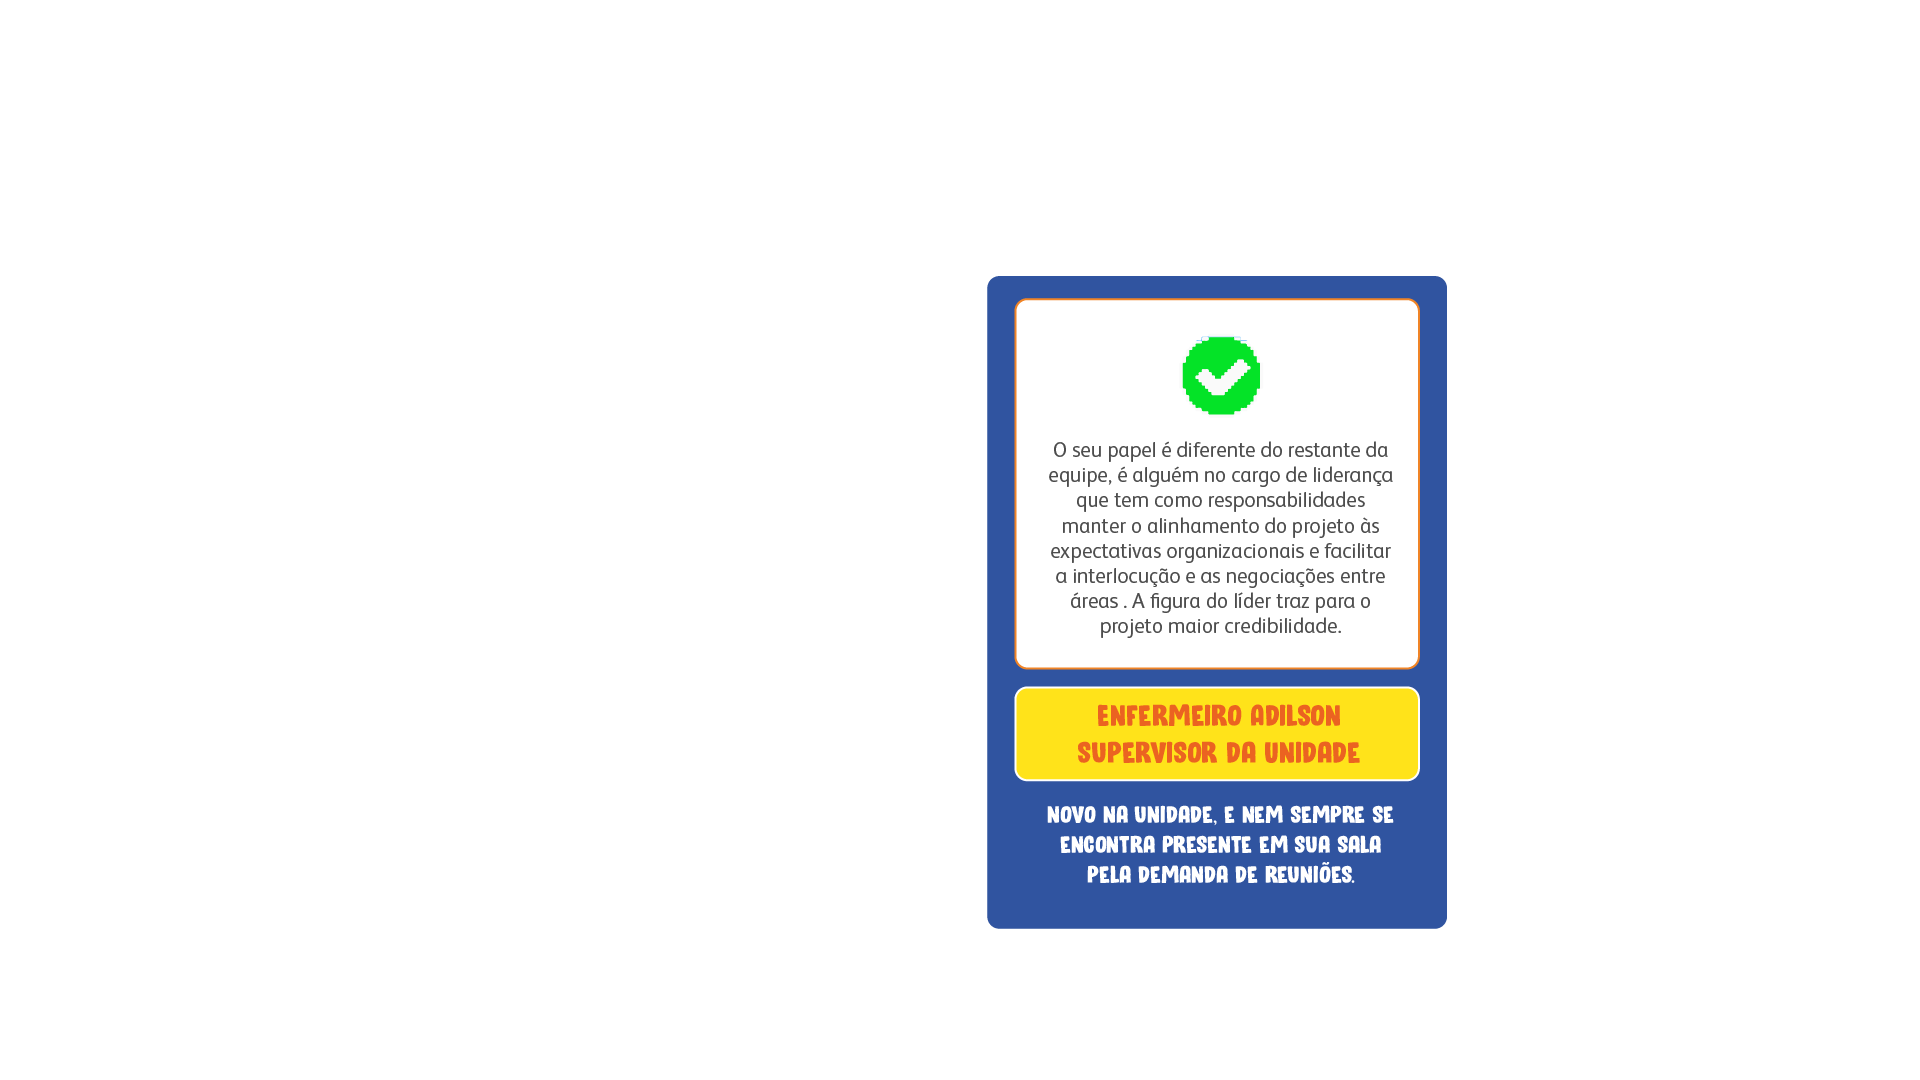 O seu papel é diferente do restante da
equipe, é alguém no cargo de liderança
que tem como responsabilidades
manter o alinhamento do projeto às
expectativas organizacionais e facilitar
a interlocução e as negociações entre
áreas . A figura do líder traz para o
projeto maior credibilidade.
ENFERMEIRO ADILSON
SUPERVISOR DA UNIDADE
NOVO NA UNIDADE, E NEM SEMPRE SE
ENCONTRA PRESENTE EM SUA SALA
PELA DEMANDA DE REUNIÕES.